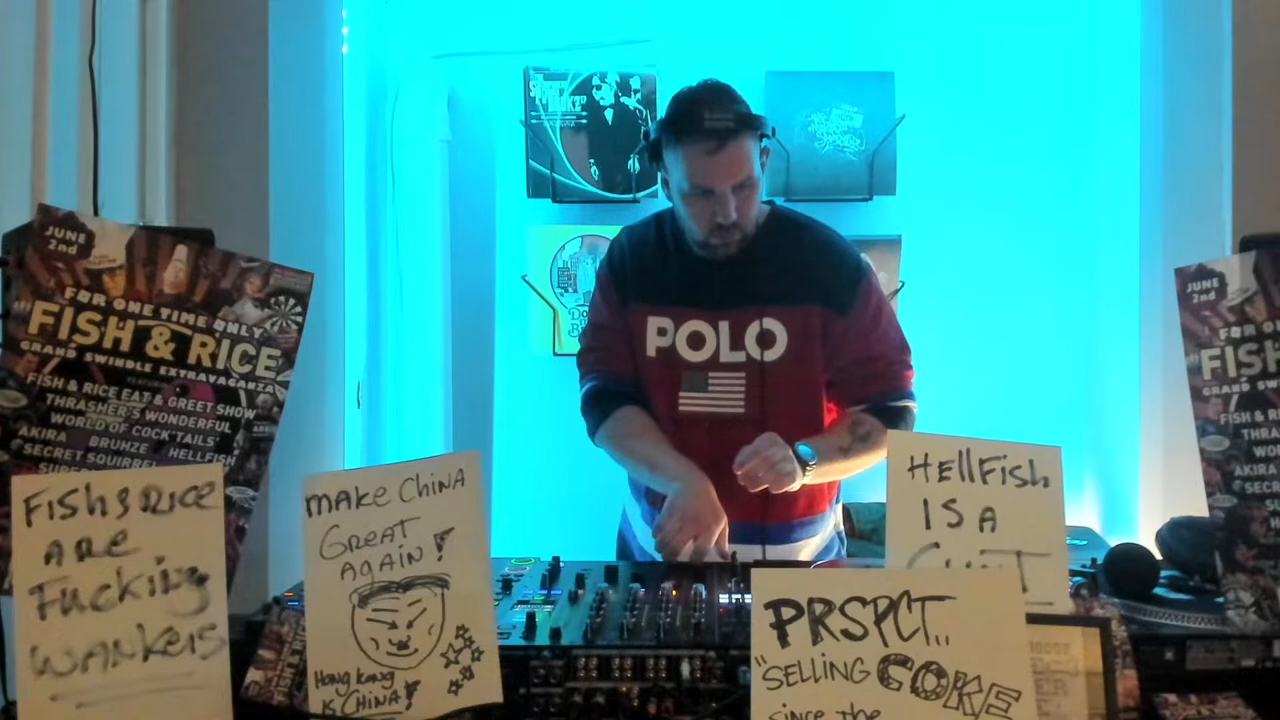 JUNE
2nd
FOR ONE TIME ONLY
FISH & RICE
GRAND SWINDLE EXTRAVAGANZA
FISH & RICE EAT & GREET SHOW
THRASHER'S WONDERFUL
WORLD OF COCK'TAILS'
AKIRA BRUHZE HELLFISH
SECRET SQUIRREL
FISH & RICE
ARE
FUCKING
WANKERS
MAKE CHINA
GREAT
AGAIN!
HONG KONG
IS CHINA!
POLO
HELLFISH
IS A
PRSPCT..
"SELLING COKE
SINCE THE
JUNE
2nd